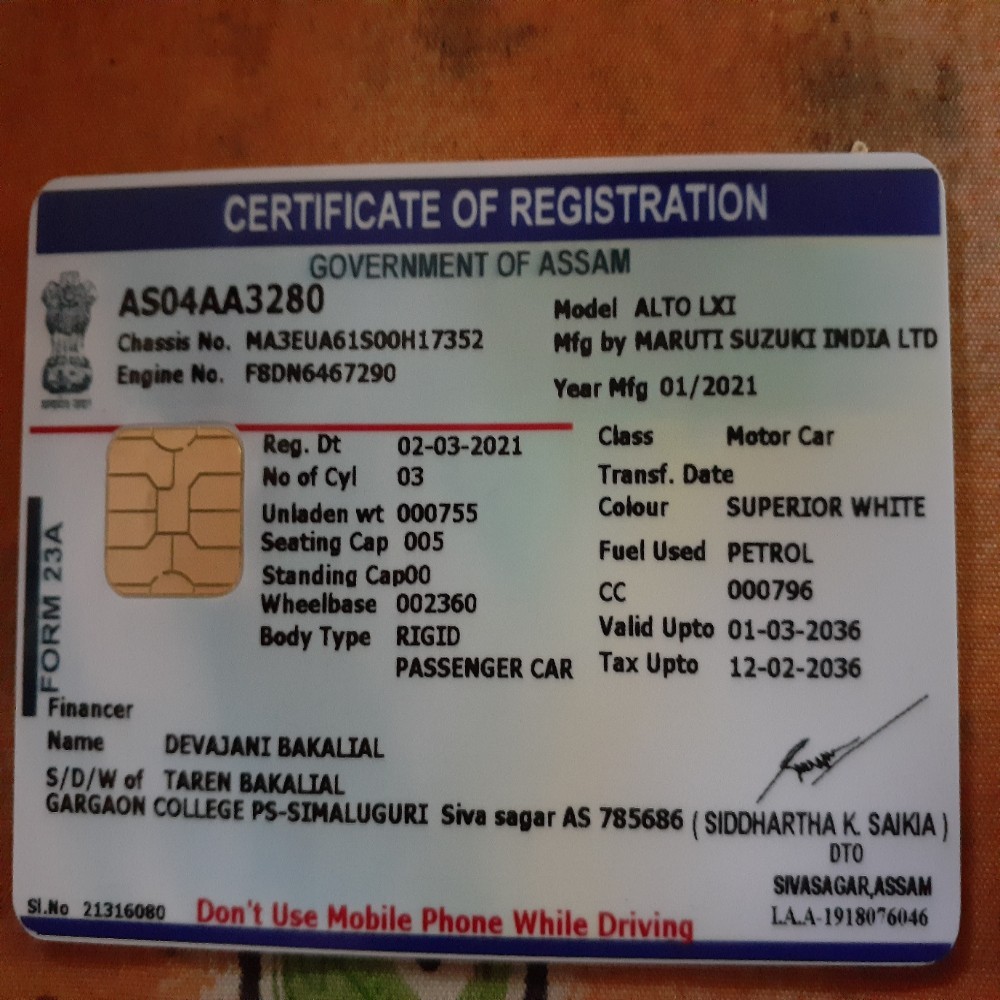 CERTIFICATE OF REGISTRATION
GOVERNMENT OF ASSAM
AS04AA3280
Chassis No. MA3EUA61S00H17352
Engine No. F8DN6467290
Model ALTO LXI
Mfg by MARUTI SUZUKI INDIA LTD
Year Mfg 01/2021
Reg. Dt 02-03-2021
No of Cyl 03
Unladen wt 000755
Seating Cap 005
Standing Cap00
Wheelbase 002360
Body Type RIGID
PASSENGER CAR
Class Motor Car
Transf. Date
Colour SUPERIOR WHITE
Fuel Used PETROL
CC 000796
Valid Upto 01-03-2036
Tax Upto 12-02-2036
FORM 23A
Financer
Name DEVAJANI BAKALIAL
S/D/W of TAREN BAKALIAL
GARGAON COLLEGE PS-SIMALUGURI Siva sagar AS 785686
( SIDDHARTHA K. SAIKIA )
DTO
SIVASAGAR,ASSAM
I.A.A-1918076046
Sl.No 21316080
Don't Use Mobile Phone While Driving